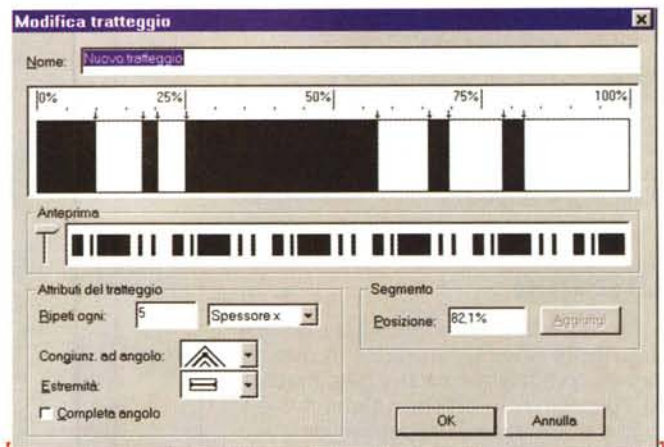 Modifica tratteggio
Nome: Nuovo tratteggio
0% 25% 50% 75% 100%
Anteprima
Attributi del tratteggio
Ripeti ogni: 5 Spessore x
Congiunz. ad angolo:
Estremità:
Completa angolo
Segmento
Posizione: 82,1% Aggiungi
OK Annulla